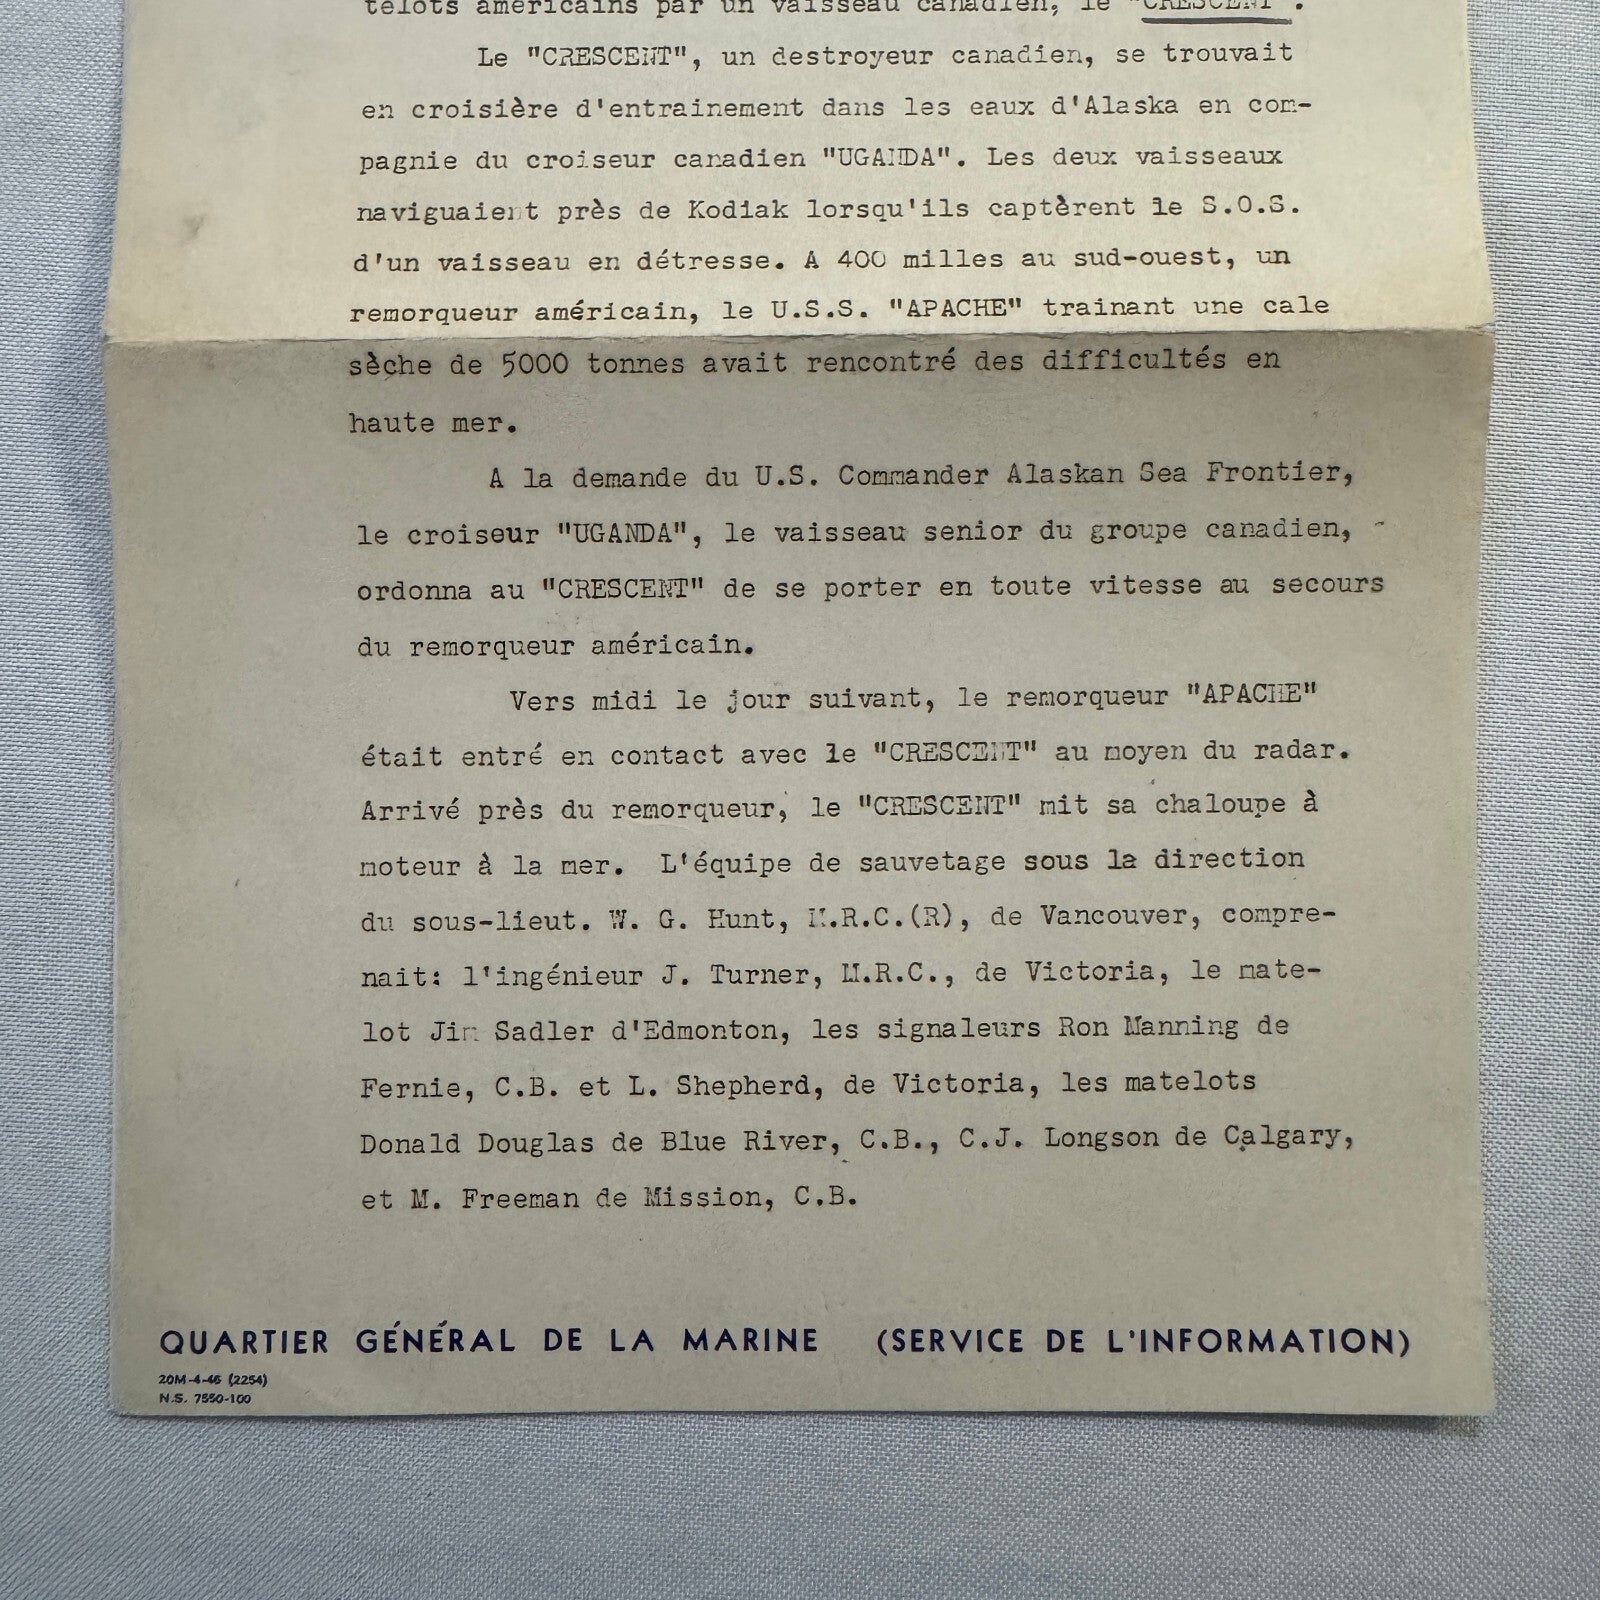 telots américains par un vaisseau canadien, le "CRESCENT".
Le "CRESCENT", un destroyeur canadien, se trouvait
en croisière d'entrainement dans les eaux d'Alaska en com-
pagnie du croiseur canadien "UGANDA". Les deux vaisseaux
naviguaient près de Kodiak lorsqu'ils captèrent le S.O.S.
d'un vaisseau en détresse. A 400 milles au sud-ouest, un
remorqueur américain, le U.S.S. "APACHE" trainant une cale
sèche de 5000 tonnes avait rencontré des difficultés en
haute mer.
A la demande du U.S. Commander Alaskan Sea Frontier,
le croiseur "UGANDA", le vaisseau senior du groupe canadien,
ordonna au "CRESCENT" de se porter en toute vitesse au secours
du remorqueur américain.
Vers midi le jour suivant, le remorqueur "APACHE"
était entré en contact avec le "CRESCENT" au moyen du radar.
Arrivé près du remorqueur, le "CRESCENT" mit sa chaloupe à
moteur à la mer. L'équipe de sauvetage sous la direction
du sous-lieut. W. G. Hunt, M.R.C.(R), de Vancouver, compre-
nait: l'ingénieur J. Turner, M.R.C., de Victoria, le mate-
lot Jim Sadler d'Edmonton, les signaleurs Ron Manning de
Fernie, C.B. et L. Shepherd, de Victoria, les matelots
Donald Douglas de Blue River, C.B., C.J. Longson de Calgary,
et M. Freeman de Mission, C.B.
QUARTIER GÉNÉRAL DE LA MARINE (SERVICE DE L'INFORMATION)
20M-4-46 (2254)
N.S. 7550-100